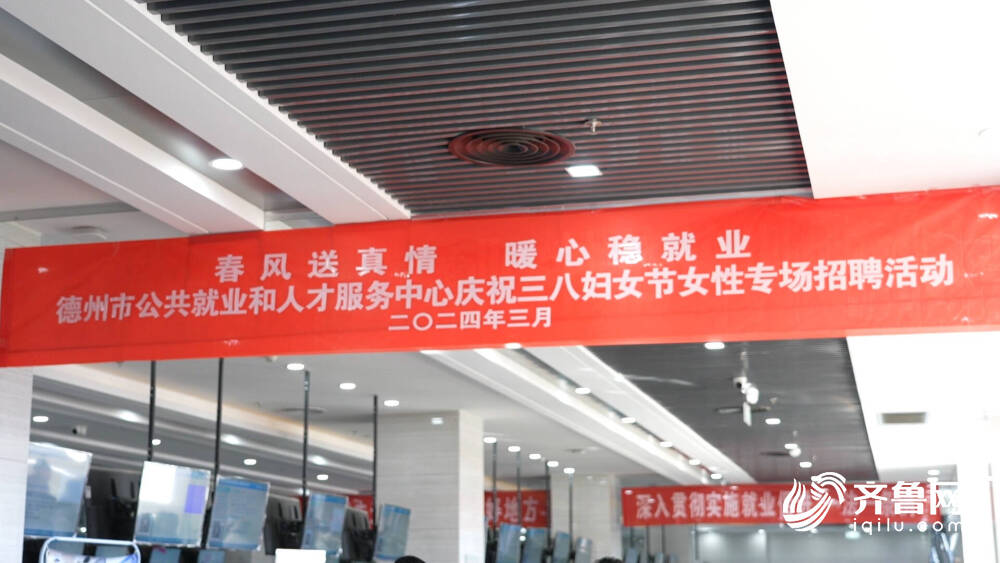 春风送真情 暖心稳就业
德州市公共就业和人才服务中心庆祝三八妇女节女性专场招聘活动
二〇二四年三月
地方
深入贯彻实施就业
齐鲁网
iqilu.com